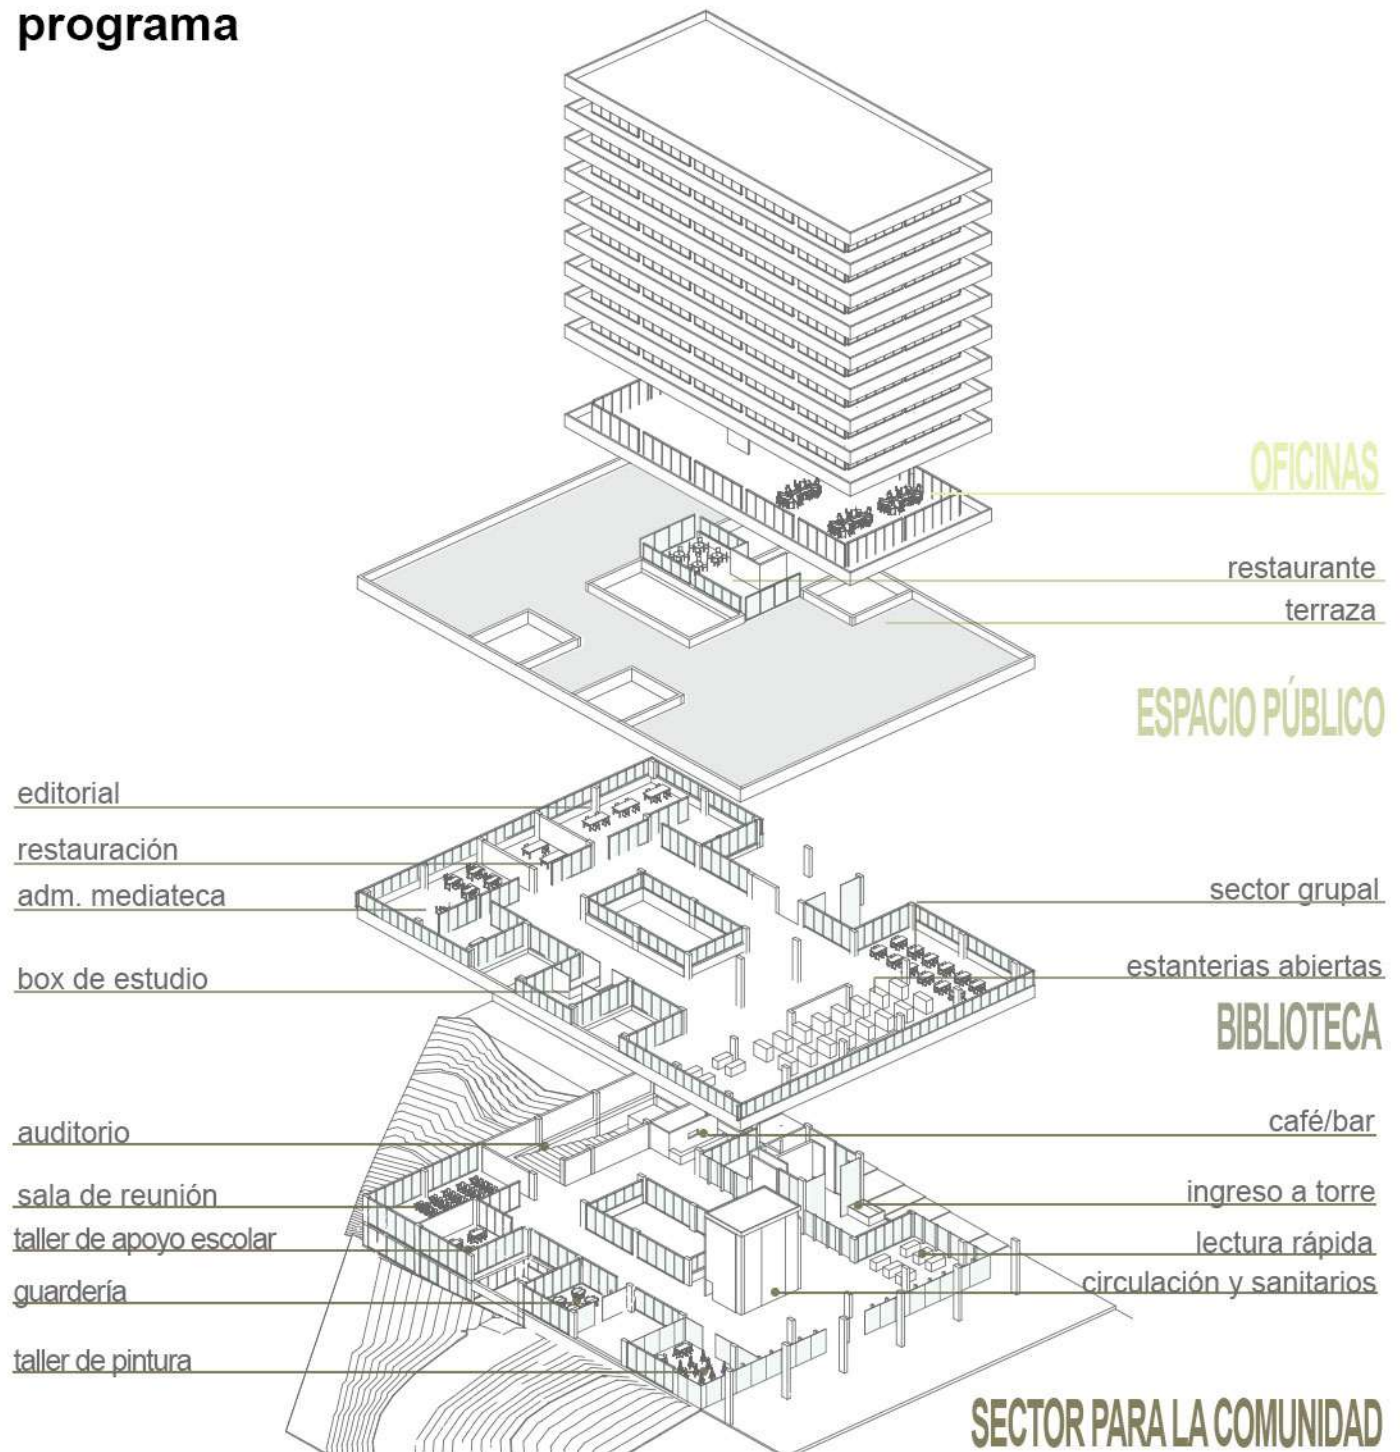 programa
OFICINAS
restaurante
terraza
ESPACIO PÚBLICO
editorial
restauración
adm. mediateca
sector grupal
box de estudio
estanterias abiertas
BIBLIOTECA
auditorio
café/bar
sala de reunión
ingreso a torre
taller de apoyo escolar
lectura rápida
guardería
circulación y sanitarios
taller de pintura
SECTOR PARA LA COMUNIDAD